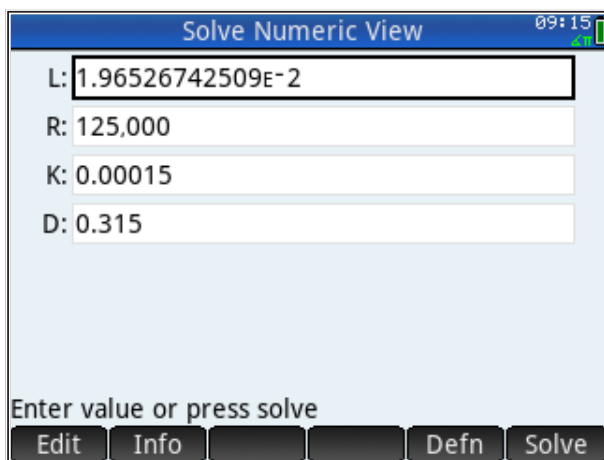 Solve Numeric View 09:15
∠π
L: 1.96526742509ᴇ⁻2
R: 125,000
K: 0.00015
D: 0.315
Enter value or press solve
Edit Info Defn Solve